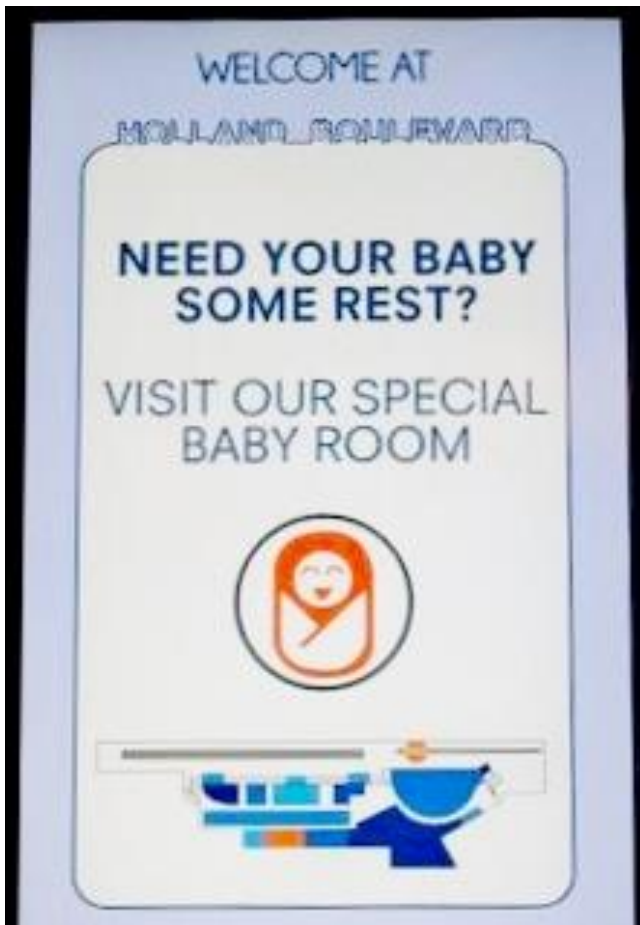 WELCOME AT
HOLLAND BOULEVARD
NEED YOUR BABY
SOME REST?
VISIT OUR SPECIAL
BABY ROOM